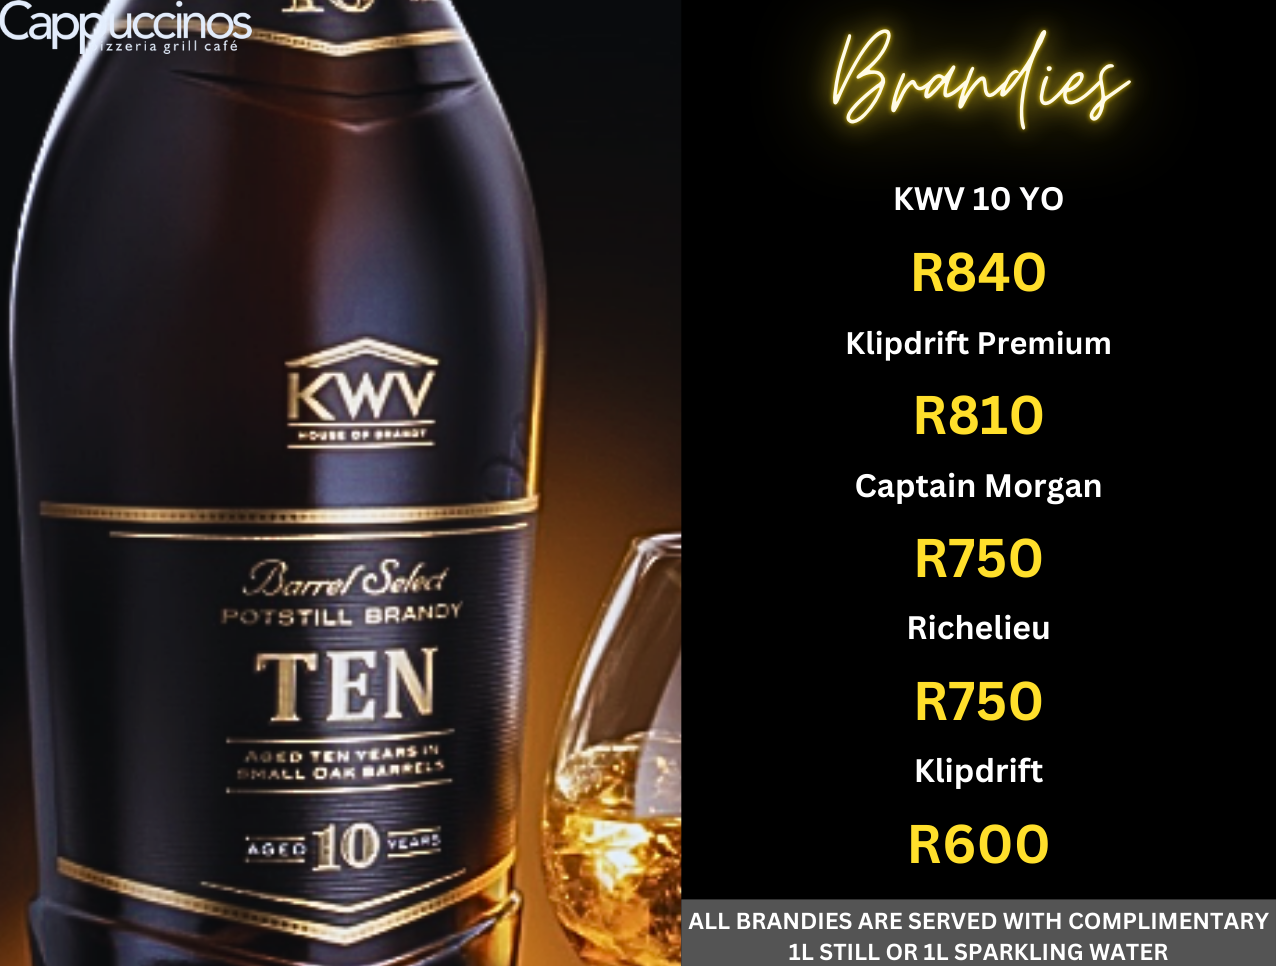 Cappuccinos
pizzeria grill café
10
KWV
HOUSE OF BRANDY
Barrel Select
POTSTILL BRANDY
TEN
AGED TEN YEARS IN
SMALL OAK BARRELS
AGED 10 YEARS
Brandies
KWV 10 YO
R840
Klipdrift Premium
R810
Captain Morgan
R750
Richelieu
R750
Klipdrift
R600
ALL BRANDIES ARE SERVED WITH COMPLIMENTARY
1L STILL OR 1L SPARKLING WATER